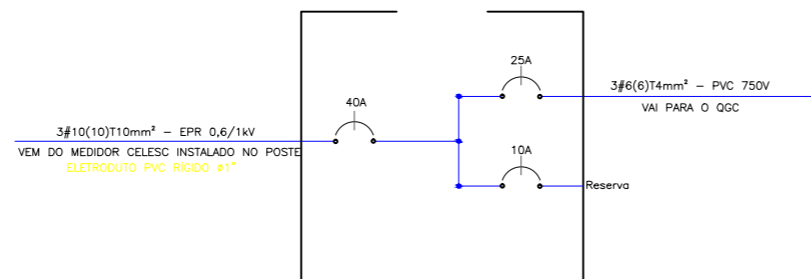 25A
3#6(6)T4mm² - PVC 750V
40A
VAI PARA O QGC
3#10(10)T10mm² - EPR 0,6/1kV
VEM DO MEDIDOR CELESC INSTALADO NO POSTE
10A
ELETRODUTO PVC RÍGIDO ø1"
Reserva